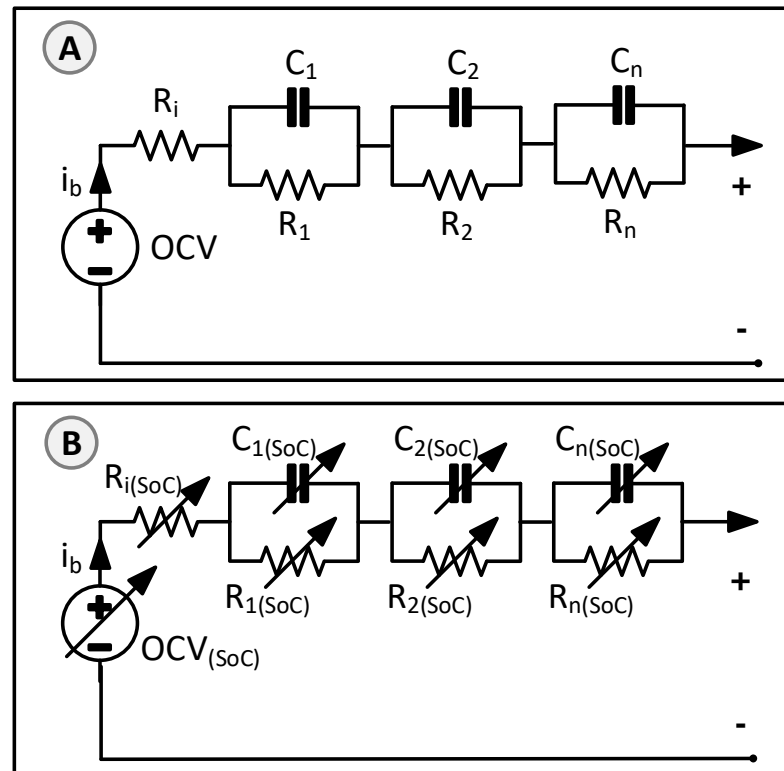 A
C1
C2
Cn
Ri
ib
R1
R2
Rn
+
+
OCV
-
-
B
C1(SoC)
C2(SoC)
Cn(SoC)
Ri(SoC)
ib
R1(SoC)
R2(SoC)
Rn(SoC)
+
+
OCV(SoC)
-
-